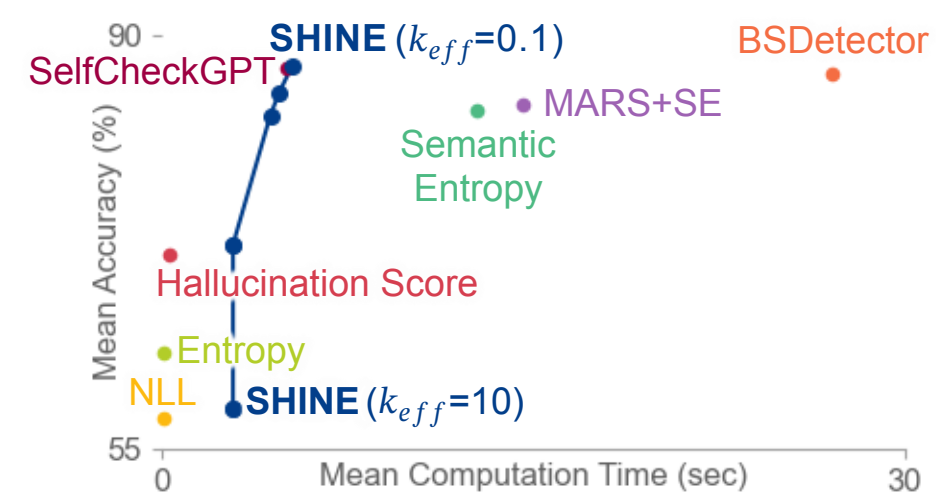 90
SHINE (k_eff=0.1)
BSDetector
SelfCheckGPT
MARS+SE
Semantic
Entropy
Mean Accuracy (%)
Hallucination Score
Entropy
NLL
SHINE (k_eff=10)
55
0
Mean Computation Time (sec)
30